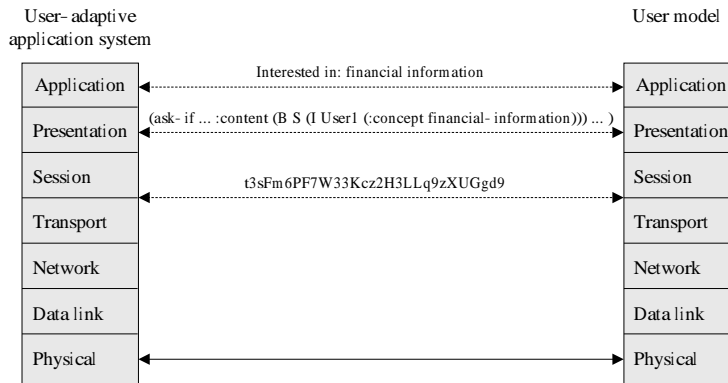 User-adaptive
application system
User model
Application
Interested in: financial information
Application
Presentation
(ask-if ... :content (B S (I User1 (:concept financial-information))) ... )
Presentation
Session
t3sFm6PF7W33Kcz2H3LLq9zXUGgd9
Session
Transport
Transport
Network
Network
Data link
Data link
Physical
Physical